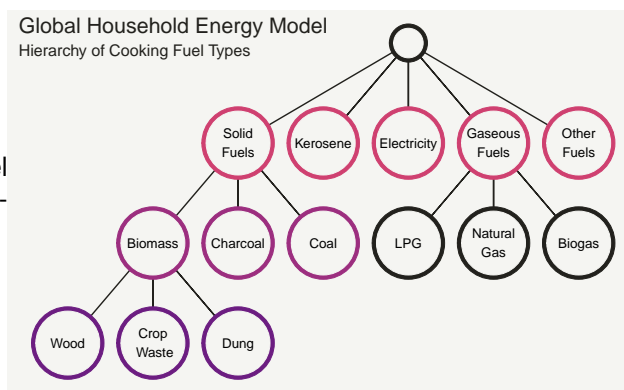 Global Household Energy Model
Hierarchy of Cooking Fuel Types
Solid
Fuels
Kerosene
Electricity
Gaseous
Fuels
Other
Fuels
Biomass
Charcoal
Coal
LPG
Natural
Gas
Biogas
Wood
Crop
Waste
Dung